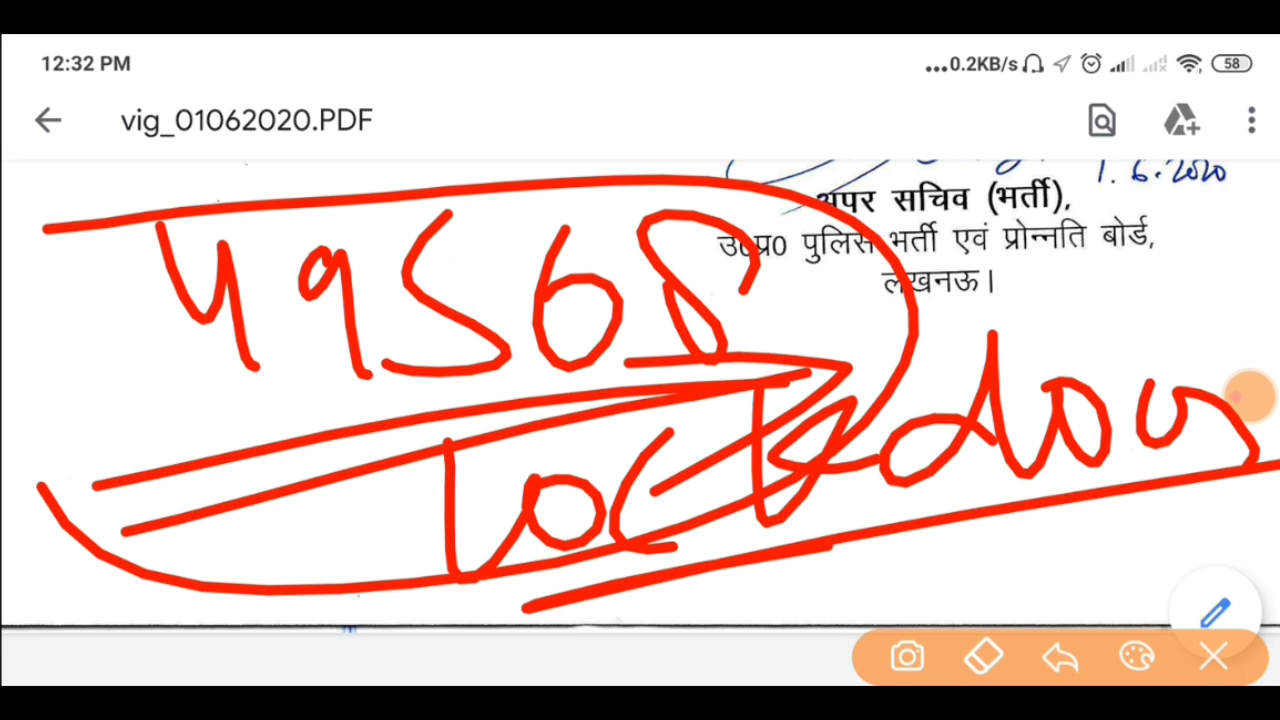 12:32 PM
...0.2KB/s
58
vig_01062020.PDF
1.6.2020
अपर सचिव (भर्ती),
उ0प्र0 पुलिस भर्ती एवं प्रोन्नति बोर्ड,
लखनऊ।
49568
lockdown